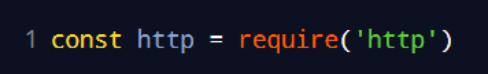 1 const http = require('http')